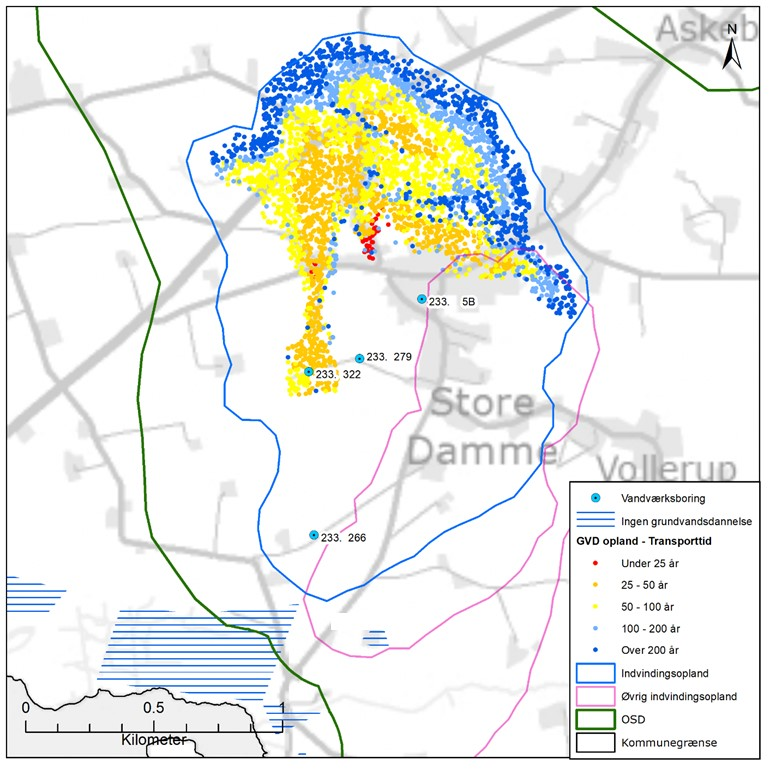 Askeb
N
233. 5B
233. 279
233. 322
Store
Damme
Vollerup
233. 266
Vandværksboring
Ingen grundvandsdannelse
GVD opland - Transporttid
Under 25 år
25 - 50 år
50 - 100 år
100 - 200 år
Over 200 år
Indvindingsopland
Øvrig indvindingsopland
OSD
Kommunegrænse
0 0.5 1
Kilometer